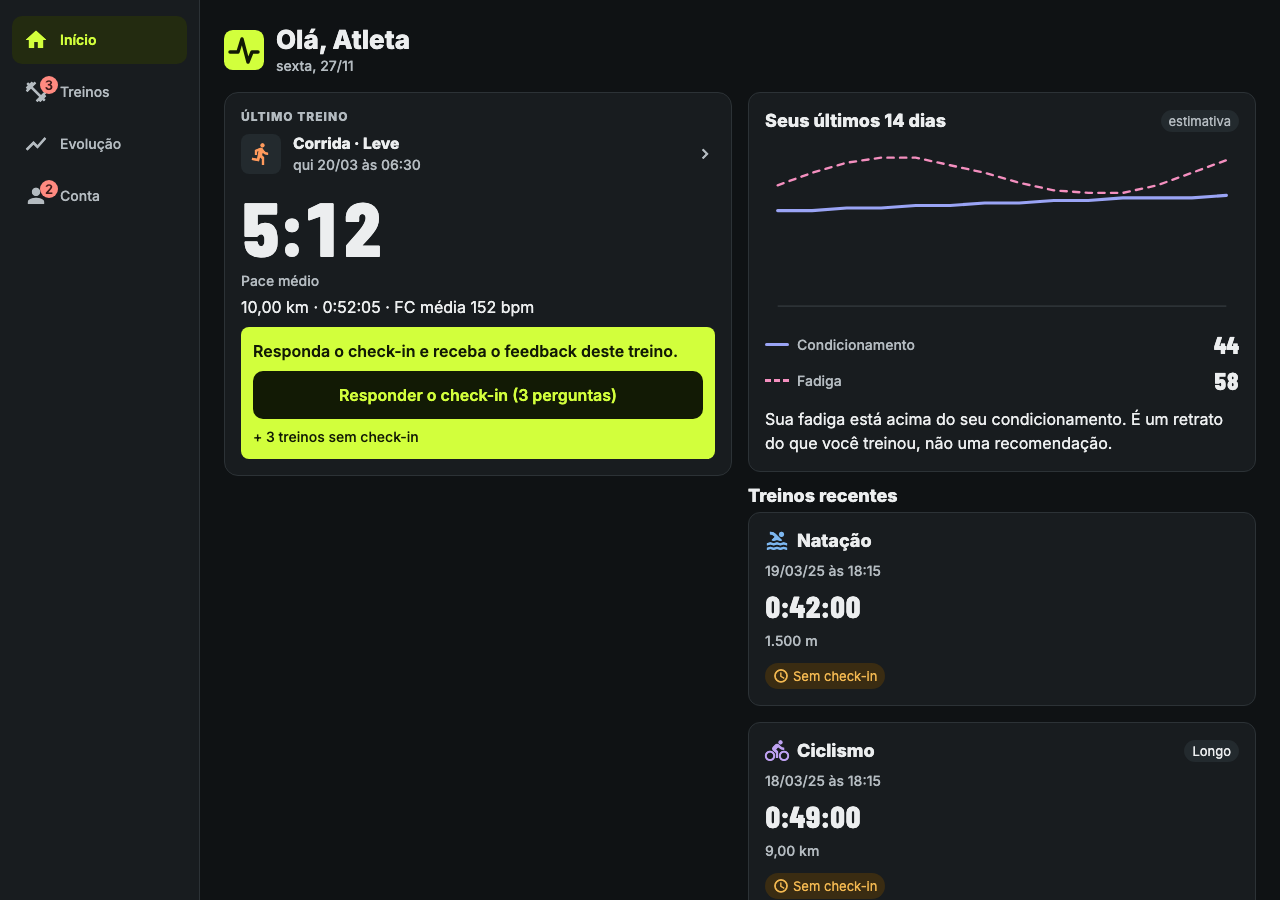 Início
3
Treinos
Evolução
2
Conta
Olá, Atleta
sexta, 27/11
ÚLTIMO TREINO
Corrida · Leve
qui 20/03 às 06:30
5:12
Pace médio
10,00 km · 0:52:05 · FC média 152 bpm
Responda o check-in e receba o feedback deste treino.
Responder o check-in (3 perguntas)
+ 3 treinos sem check-in
Seus últimos 14 dias
estimativa
Condicionamento
44
Fadiga
58
Sua fadiga está acima do seu condicionamento. É um retrato
do que você treinou, não uma recomendação.
Treinos recentes
Natação
19/03/25 às 18:15
0:42:00
1.500 m
Sem check-in
Ciclismo
Longo
18/03/25 às 18:15
0:49:00
9,00 km
Sem check-in